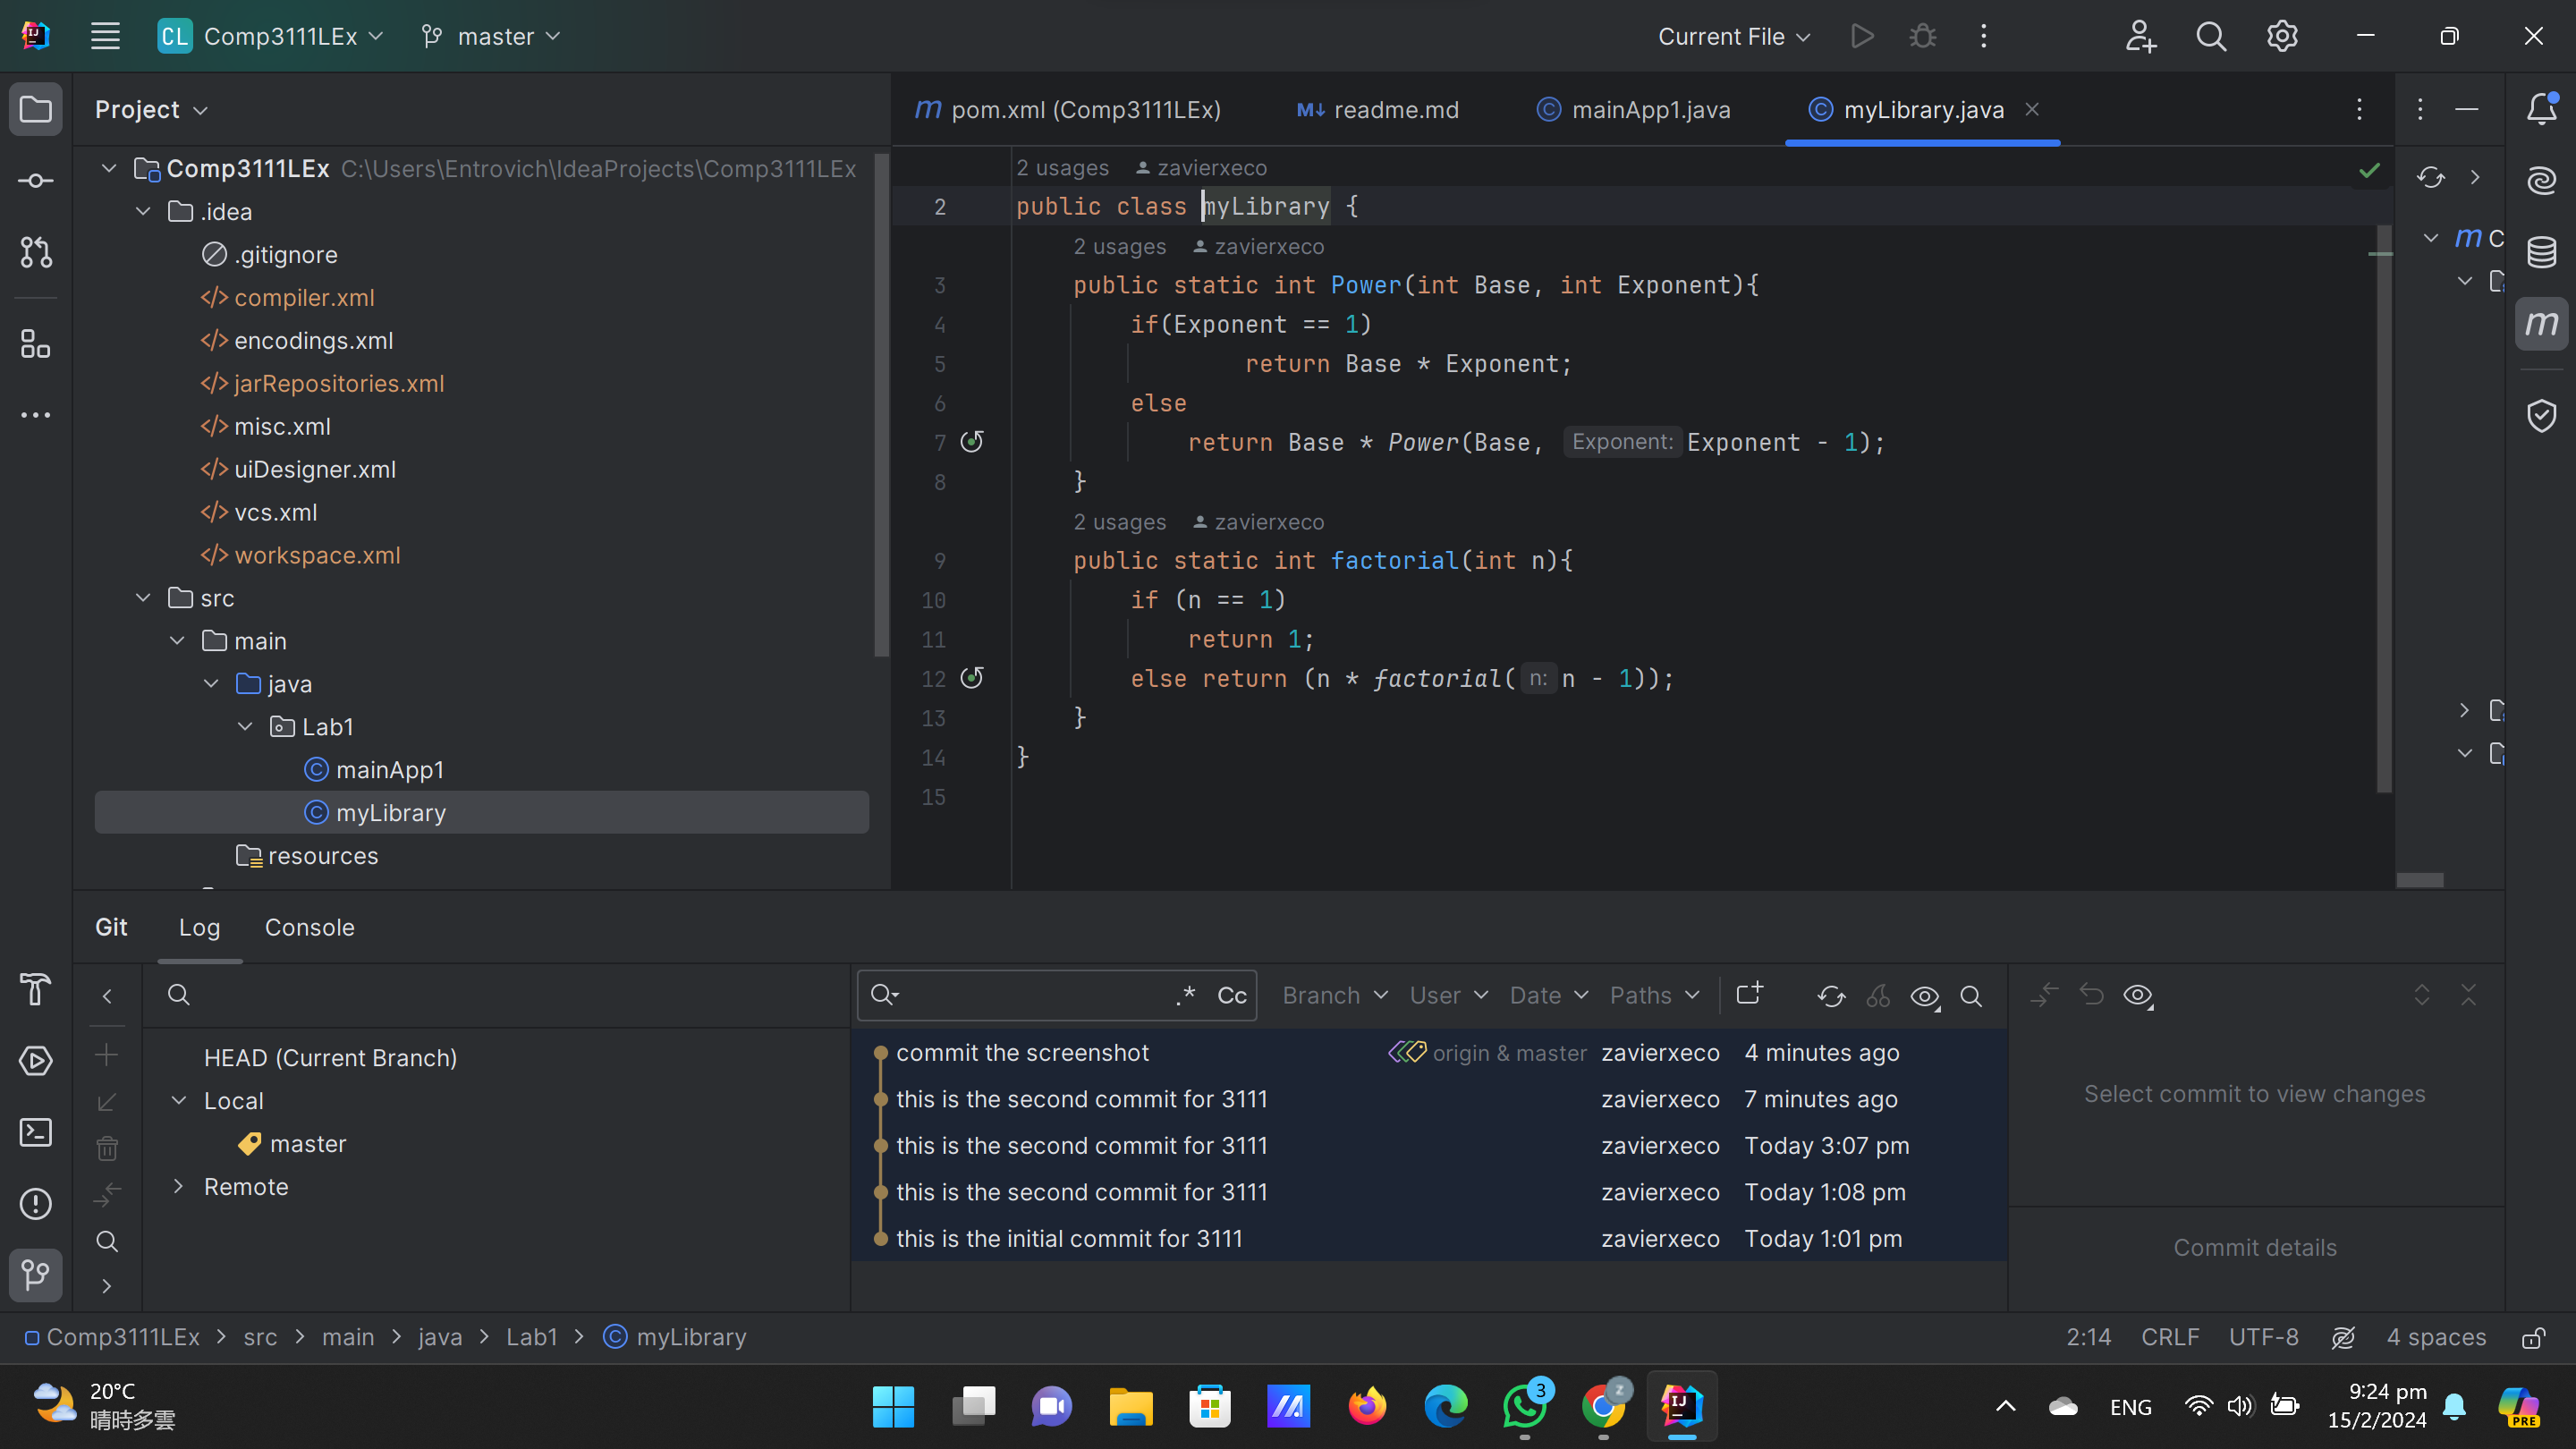 CL Comp3111LEx master Current File
Project
pom.xml (Comp3111LEx) readme.md mainApp1.java myLibrary.java
Comp3111LEx C:\Users\Entrovich\IdeaProjects\Comp3111LEx
.idea
.gitignore
compiler.xml
encodings.xml
jarRepositories.xml
misc.xml
uiDesigner.xml
vcs.xml
workspace.xml
src
main
java
Lab1
mainApp1
myLibrary
resources
2 usages zavierxeco
2 public class myLibrary {
2 usages zavierxeco
3 public static int Power(int Base, int Exponent){
4 if(Exponent == 1)
5 return Base * Exponent;
6 else
7 return Base * Power(Base, Exponent: Exponent - 1);
8 }
2 usages zavierxeco
9 public static int factorial(int n){
10 if (n == 1)
11 return 1;
12 else return (n * factorial( n: n - 1));
13 }
14 }
15
m C
m
Git Log Console
HEAD (Current Branch)
Local
master
Remote
.* Cc Branch User Date Paths
commit the screenshot origin & master zavierxeco 4 minutes ago
this is the second commit for 3111 zavierxeco 7 minutes ago
this is the second commit for 3111 zavierxeco Today 3:07 pm
this is the second commit for 3111 zavierxeco Today 1:08 pm
this is the initial commit for 3111 zavierxeco Today 1:01 pm
Select commit to view changes
Commit details
Comp3111LEx > src > main > java > Lab1 > myLibrary
2:14 CRLF UTF-8 4 spaces
20°C
晴時多雲
3
z
IJ
ENG
9:24 pm
15/2/2024
PRE